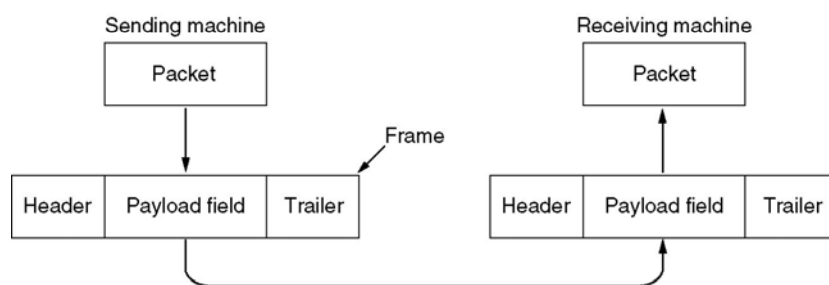 Sending machine
Receiving machine
Packet
Packet
Frame
Header
Payload field
Trailer
Header
Payload field
Trailer